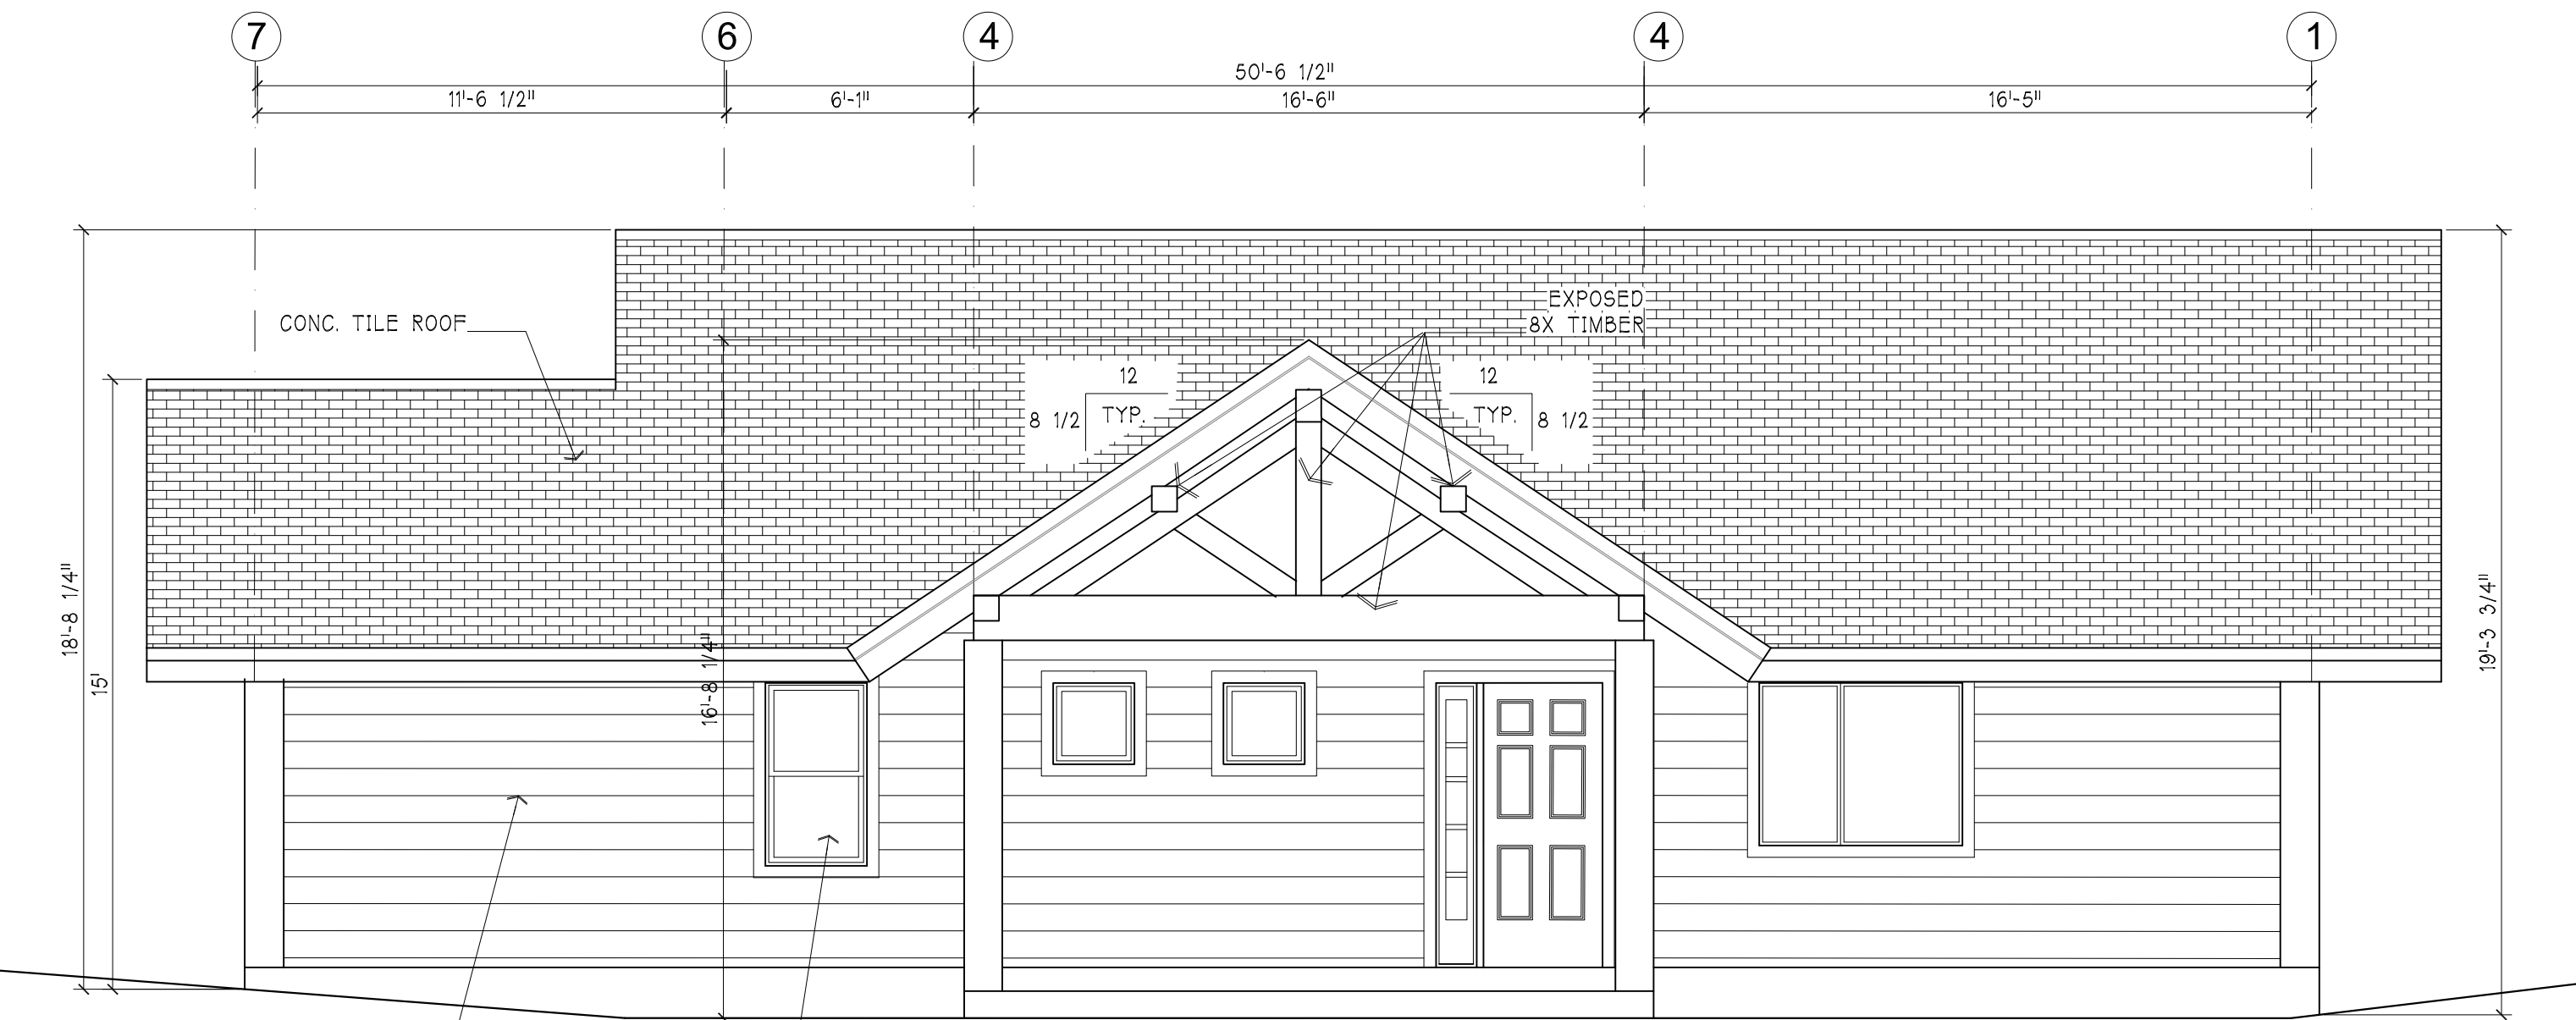 7 6 4 4 1
50'-6 1/2"
11'-6 1/2" 6'-1" 16'-6" 16'-5"
EXPOSED
8X TIMBER
CONC. TILE ROOF
12 12
8 1/2 TYP. TYP. 8 1/2
18'-8 1/4"
15'
16'-8 1/4"
19'-3 3/4"